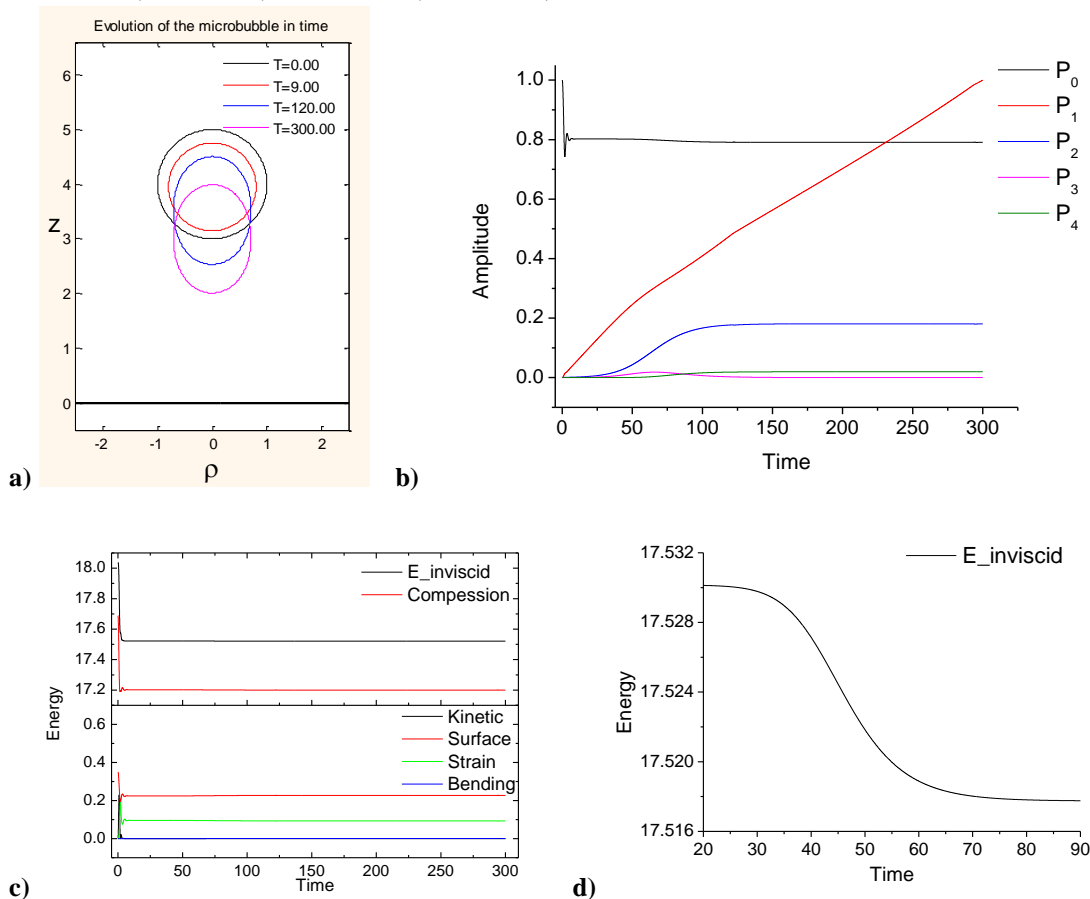 Evolution of the microbubble in time
T=0.00
T=9.00
T=120.00
T=300.00
6
5
4
3
2
1
0
z
-2 -1 0 1 2
ρ
a)
P0
P1
P2
P3
P4
1.0
0.8
0.6
0.4
0.2
0.0
Amplitude
0 50 100 150 200 250 300
Time
b)
E_inviscid
Compession
18.0
17.8
17.6
17.4
17.2
Kinetic
Surface
Strain
Bending
0.6
0.4
0.2
0.0
Energy
0 50 100 150 200 250 300
Time
c)
E_inviscid
17.532
17.528
17.524
17.520
17.516
Energy
20 30 40 50 60 70 80 90
Time
d)